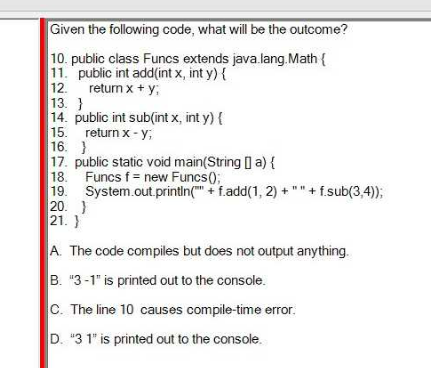 Given the following code, what will be the outcome?
10. public class Funcs extends java.lang.Math {
11. public int add(int x, int y) {
12. return x + y;
13. }
14. public int sub(int x, int y) {
15. return x - y;
16. }
17. public static void main(String [] a) {
18. Funcs f = new Funcs();
19. System.out.println("" + f.add(1, 2) + " " + f.sub(3,4));
20. }
21. }
A. The code compiles but does not output anything.
B. “3 -1” is printed out to the console.
C. The line 10 causes compile-time error.
D. “3 1” is printed out to the console.